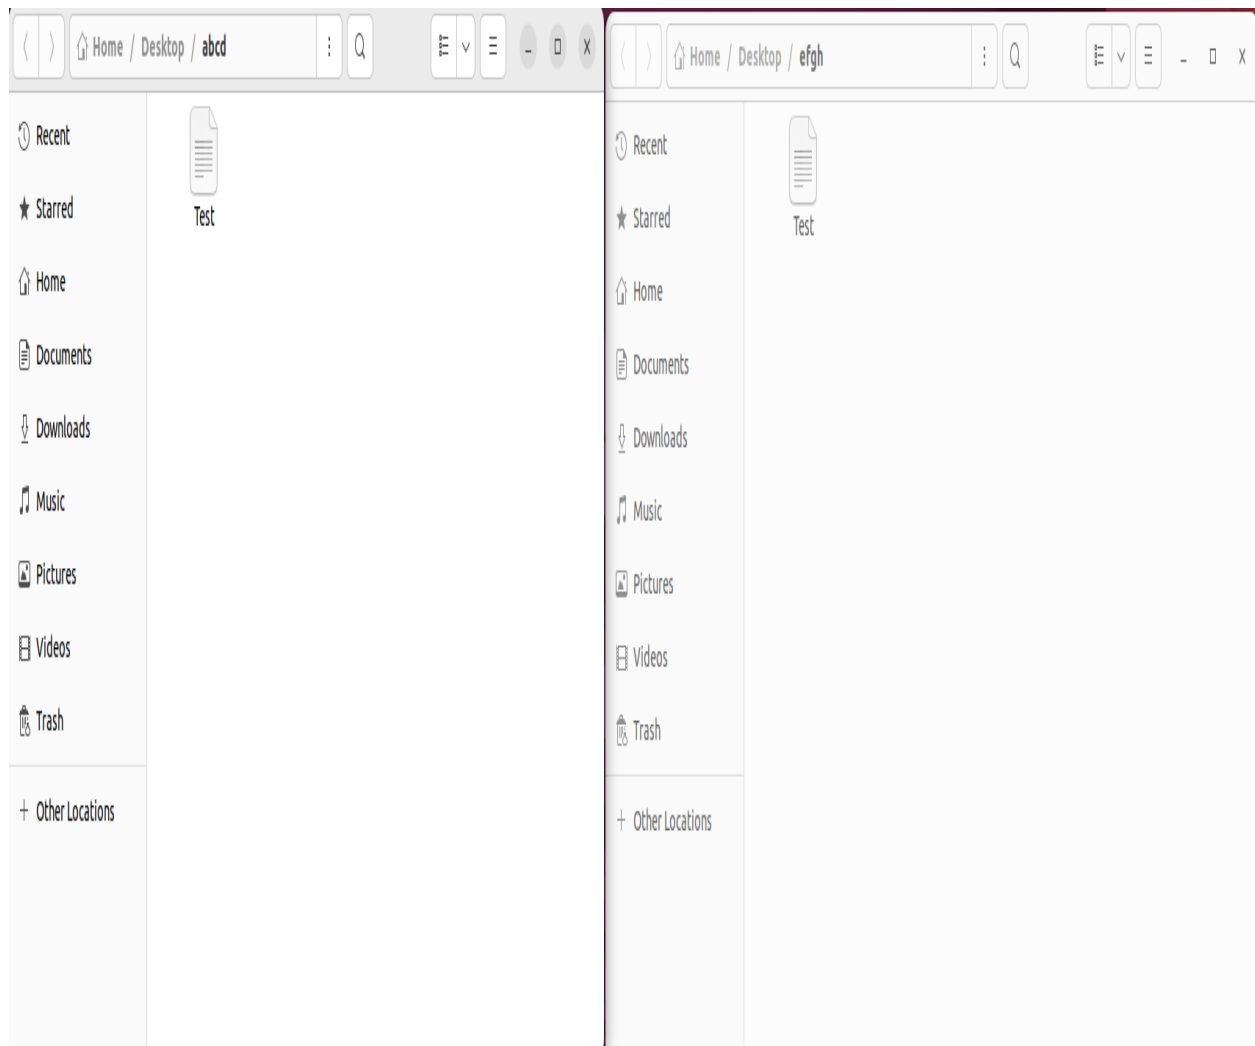 Home / Desktop / abcd
Recent
Starred
Home
Documents
Downloads
Music
Pictures
Videos
Trash
Other Locations
Test
Home / Desktop / efgh
Recent
Starred
Home
Documents
Downloads
Music
Pictures
Videos
Trash
Other Locations
Test